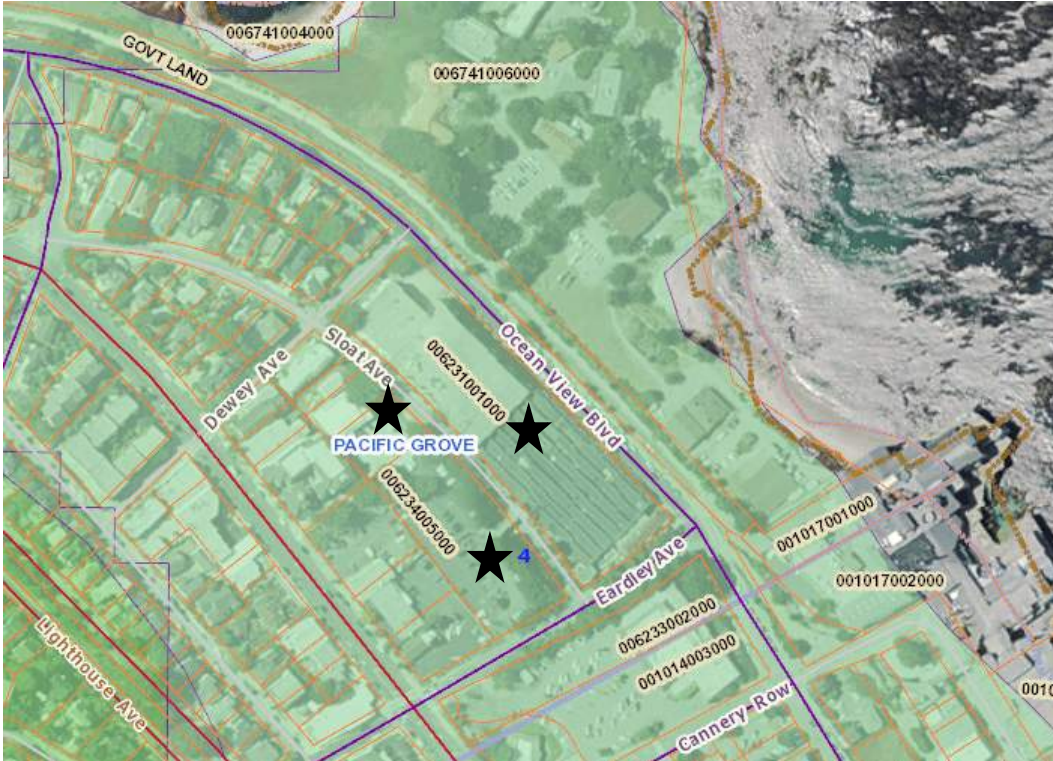 006741004000
GOVT LAND
006741006000
Ocean-View-Blvd
Sloat Ave
006231001000
Dewey Ave
PACIFIC GROVE
006234005000
4
001017001000
Eardley Ave
001017002000
006233002000
001014003000
Lighthouse-Ave
Cannery-Row
0010